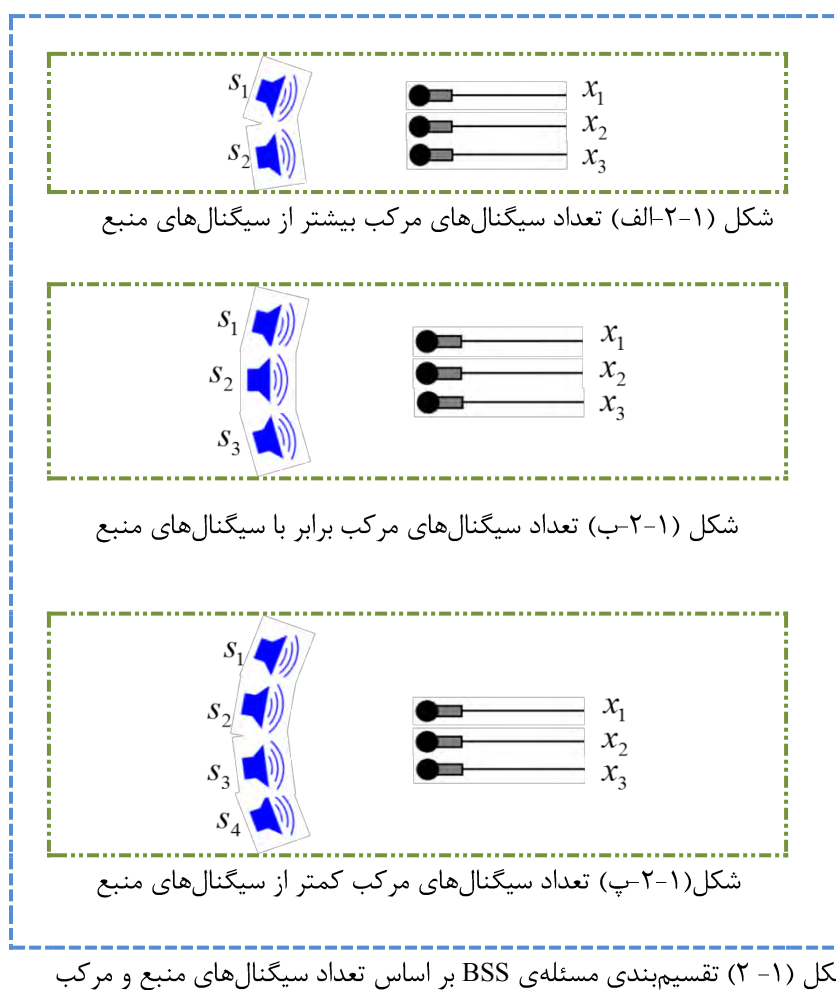 s₁
s₂
x₁
x₂
x₃
شکل (۱-۲-الف) تعداد سیگنال‌های مرکب بیشتر از سیگنال‌های منبع
s₁
s₂
s₃
x₁
x₂
x₃
شکل (۱-۲-ب) تعداد سیگنال‌های مرکب برابر با سیگنال‌های منبع
s₁
s₂
s₃
s₄
x₁
x₂
x₃
شکل(۱-۲-پ) تعداد سیگنال‌های مرکب کمتر از سیگنال‌های منبع
کل (۱- ۲) تقسیم‌بندی مسئله‌ی BSS بر اساس تعداد سیگنال‌های منبع و مرکب